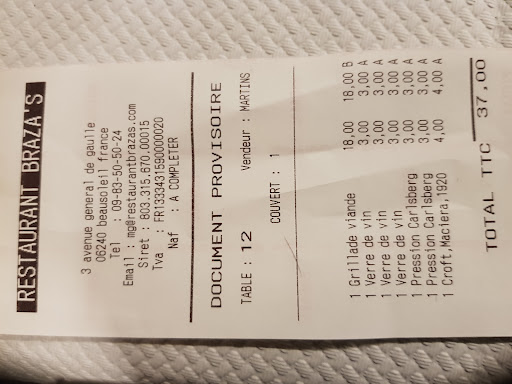 RESTAURANT BRAZA'S
3 avenue general de gaulle
06240 beausoleil france
Tel : 09-83-50-50-24
Email : mg@restaurantbrazas.com
Siret : 803.315.670.00015
Tva : FR1333431590000020
Naf : A COMPLETER
DOCUMENT PROVISOIRE
TABLE : 12 Vendeur : MARTINS
COUVERT : 1
1 Grillade viande 18,00 18,00 B
1 Verre de vin 3,00 3,00 A
1 Verre de vin 3,00 3,00 A
1 Verre de vin 3,00 3,00 A
1 Pression Carlsberg 3,00 3,00 A
1 Pression Carlsberg 3,00 3,00 A
1 Croft,Maciera,1920 4,00 4,00 A
TOTAL TTC 37,00